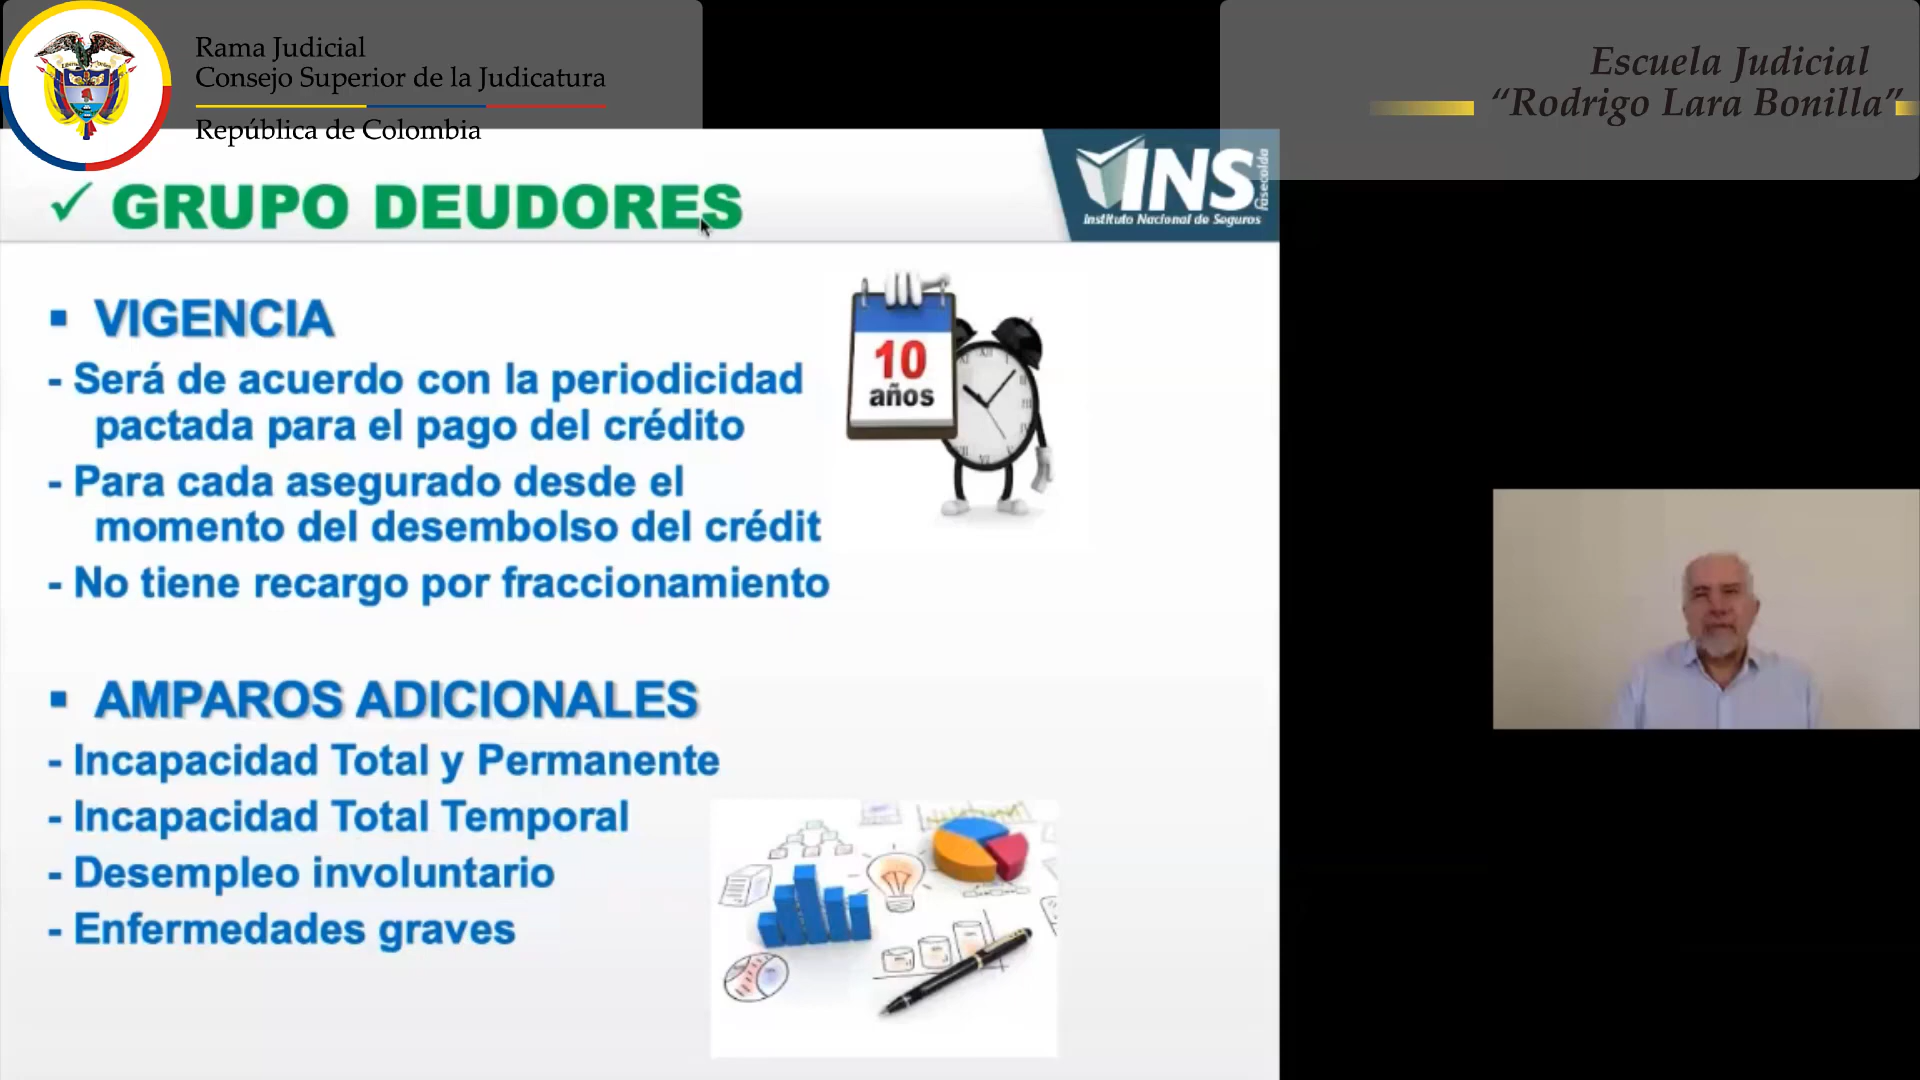 Rama Judicial
Consejo Superior de la Judicatura
República de Colombia
Escuela Judicial
“Rodrigo Lara Bonilla”
INS
fasecolda
Instituto Nacional de Seguros
✓ GRUPO DEUDORES
▪ VIGENCIA
- Será de acuerdo con la periodicidad
pactada para el pago del crédito
- Para cada asegurado desde el
momento del desembolso del crédit
- No tiene recargo por fraccionamiento
10
años
▪ AMPAROS ADICIONALES
- Incapacidad Total y Permanente
- Incapacidad Total Temporal
- Desempleo involuntario
- Enfermedades graves